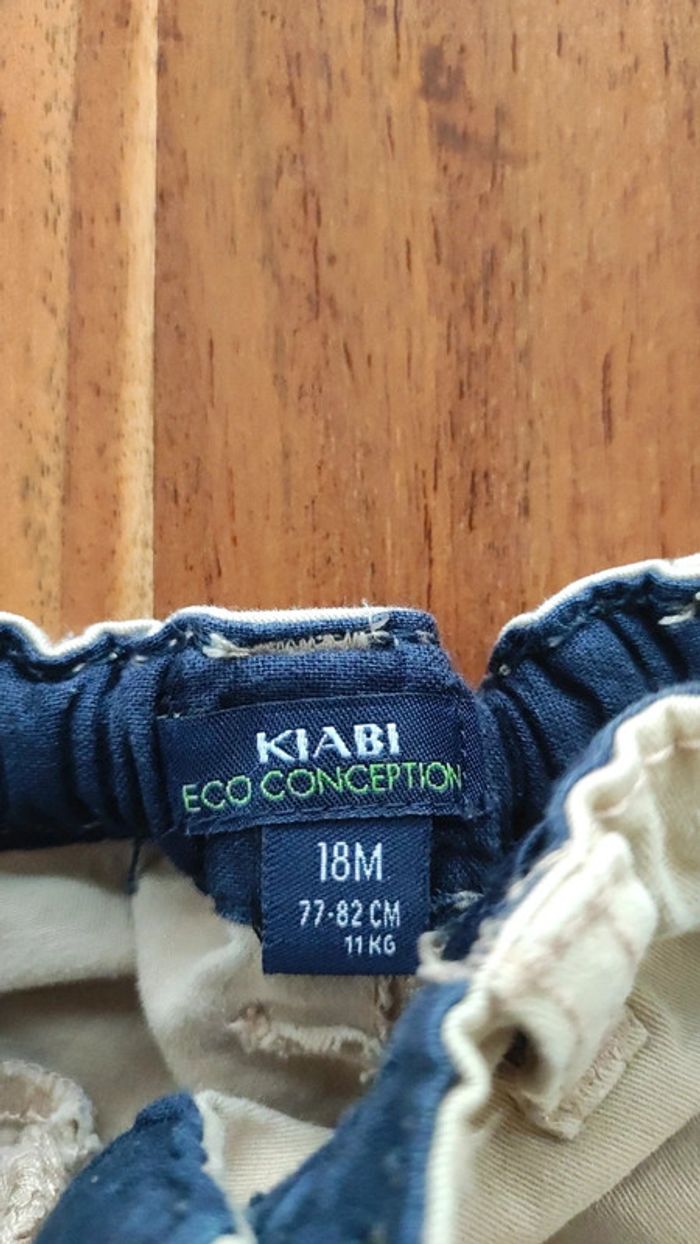 KIABI
ECO CONCEPTION
18M
77-82 CM
11 KG